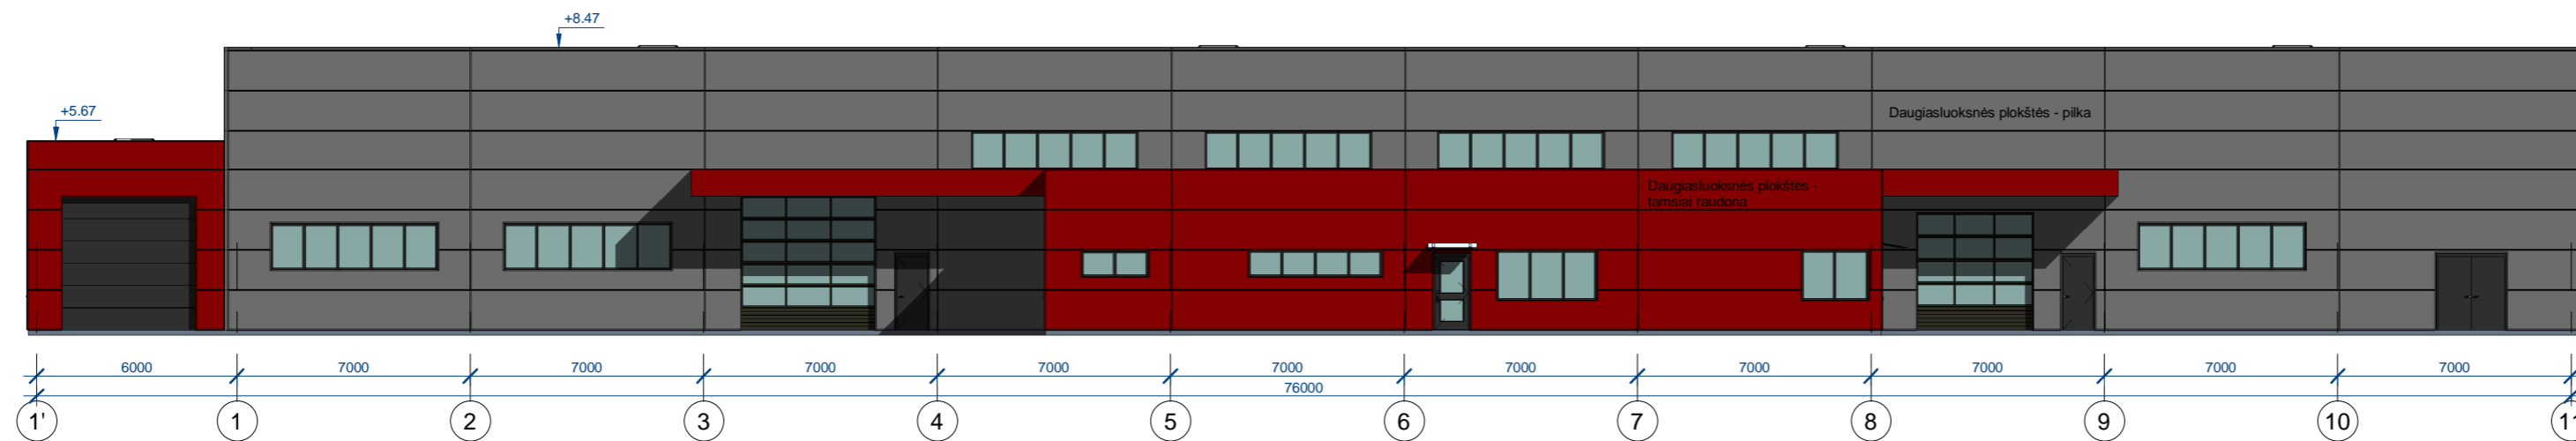 +8.47
+5.67
Daugiasluoksnės plokštės - pilka
Daugiasluoksnės plokštės -
tamsiai raudona
6000 7000 7000 7000 7000 7000 7000 7000 7000 7000 7000
76000
1' 1 2 3 4 5 6 7 8 9 10